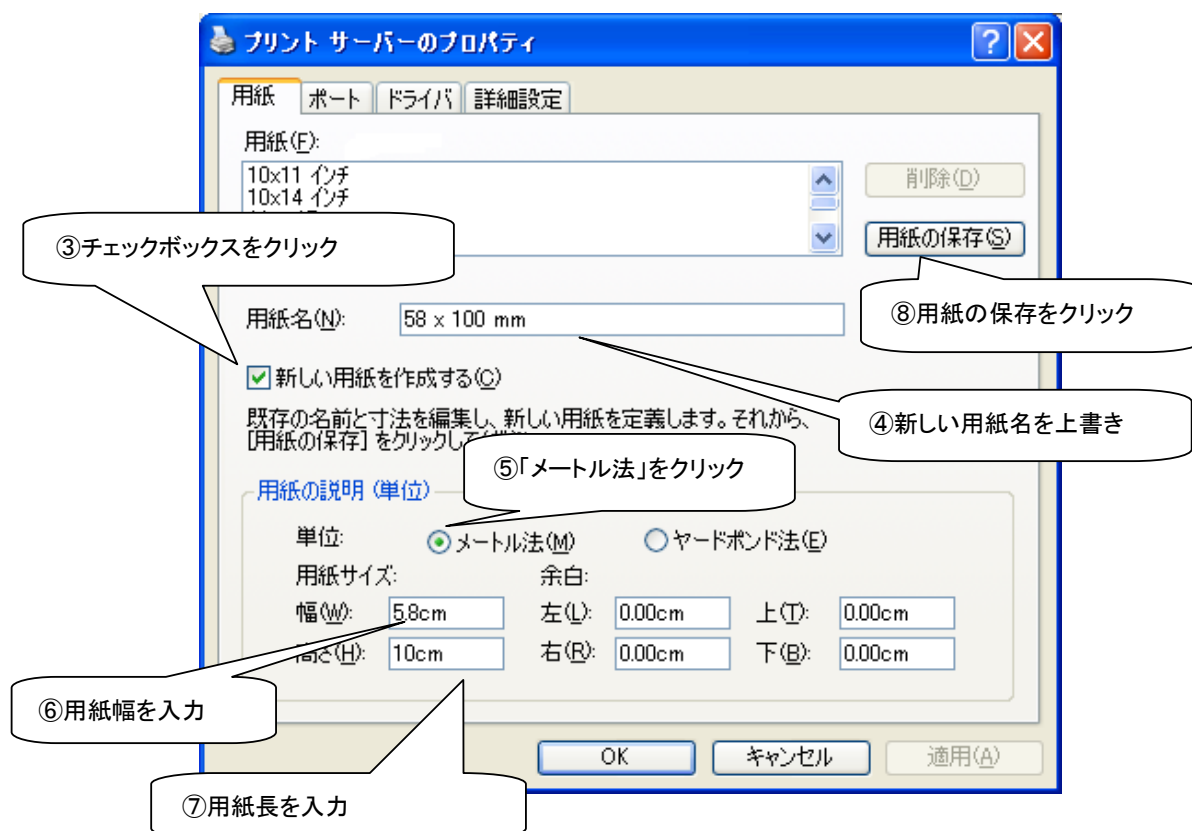 プリント サーバーのプロパティ
用紙 ポート ドライバ 詳細設定
用紙(F):
10x11 インチ
10x14 インチ
削除(D)
用紙の保存(S)
③チェックボックスをクリック
⑧用紙の保存をクリック
用紙名(N): 58 x 100 mm
新しい用紙を作成する(C)
④新しい用紙名を上書き
既存の名前と寸法を編集し、新しい用紙を定義します。それから、
[用紙の保存] をクリックして
⑤「メートル法」をクリック
用紙の説明 (単位)
単位: メートル法(M) ヤードポンド法(E)
用紙サイズ: 余白:
幅(W): 5.8cm 左(L): 0.00cm 上(T): 0.00cm
高さ(H): 10cm 右(R): 0.00cm 下(B): 0.00cm
⑥用紙幅を入力
OK キャンセル 適用(A)
⑦用紙長を入力